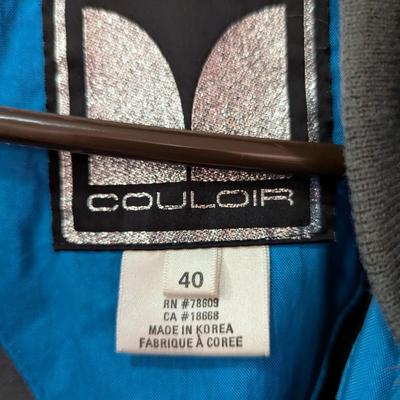 COULOIR
40
RN #78609
CA #18668
MADE IN KOREA
FABRIQUE À COREE